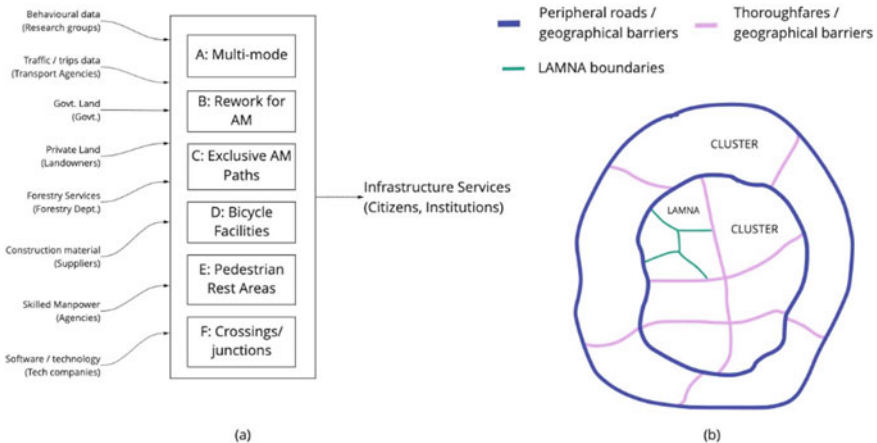 Behavioural data
(Research groups)
Traffic / trips data
(Transport Agencies)
Govt. Land
(Govt.)
Private Land
(Landowners)
Forestry Services
(Forestry Dept.)
Construction material
(Suppliers)
Skilled Manpower
(Agencies)
Software / technology
(Tech companies)
A: Multi-mode
B: Rework for
AM
C: Exclusive AM
Paths
D: Bicycle
Facilities
E: Pedestrian
Rest Areas
F: Crossings/
junctions
Infrastructure Services
(Citizens, Institutions)
(a)
Peripheral roads /
geographical barriers
Thoroughfares /
geographical barriers
LAMNA boundaries
CLUSTER
LAMNA
CLUSTER
(b)